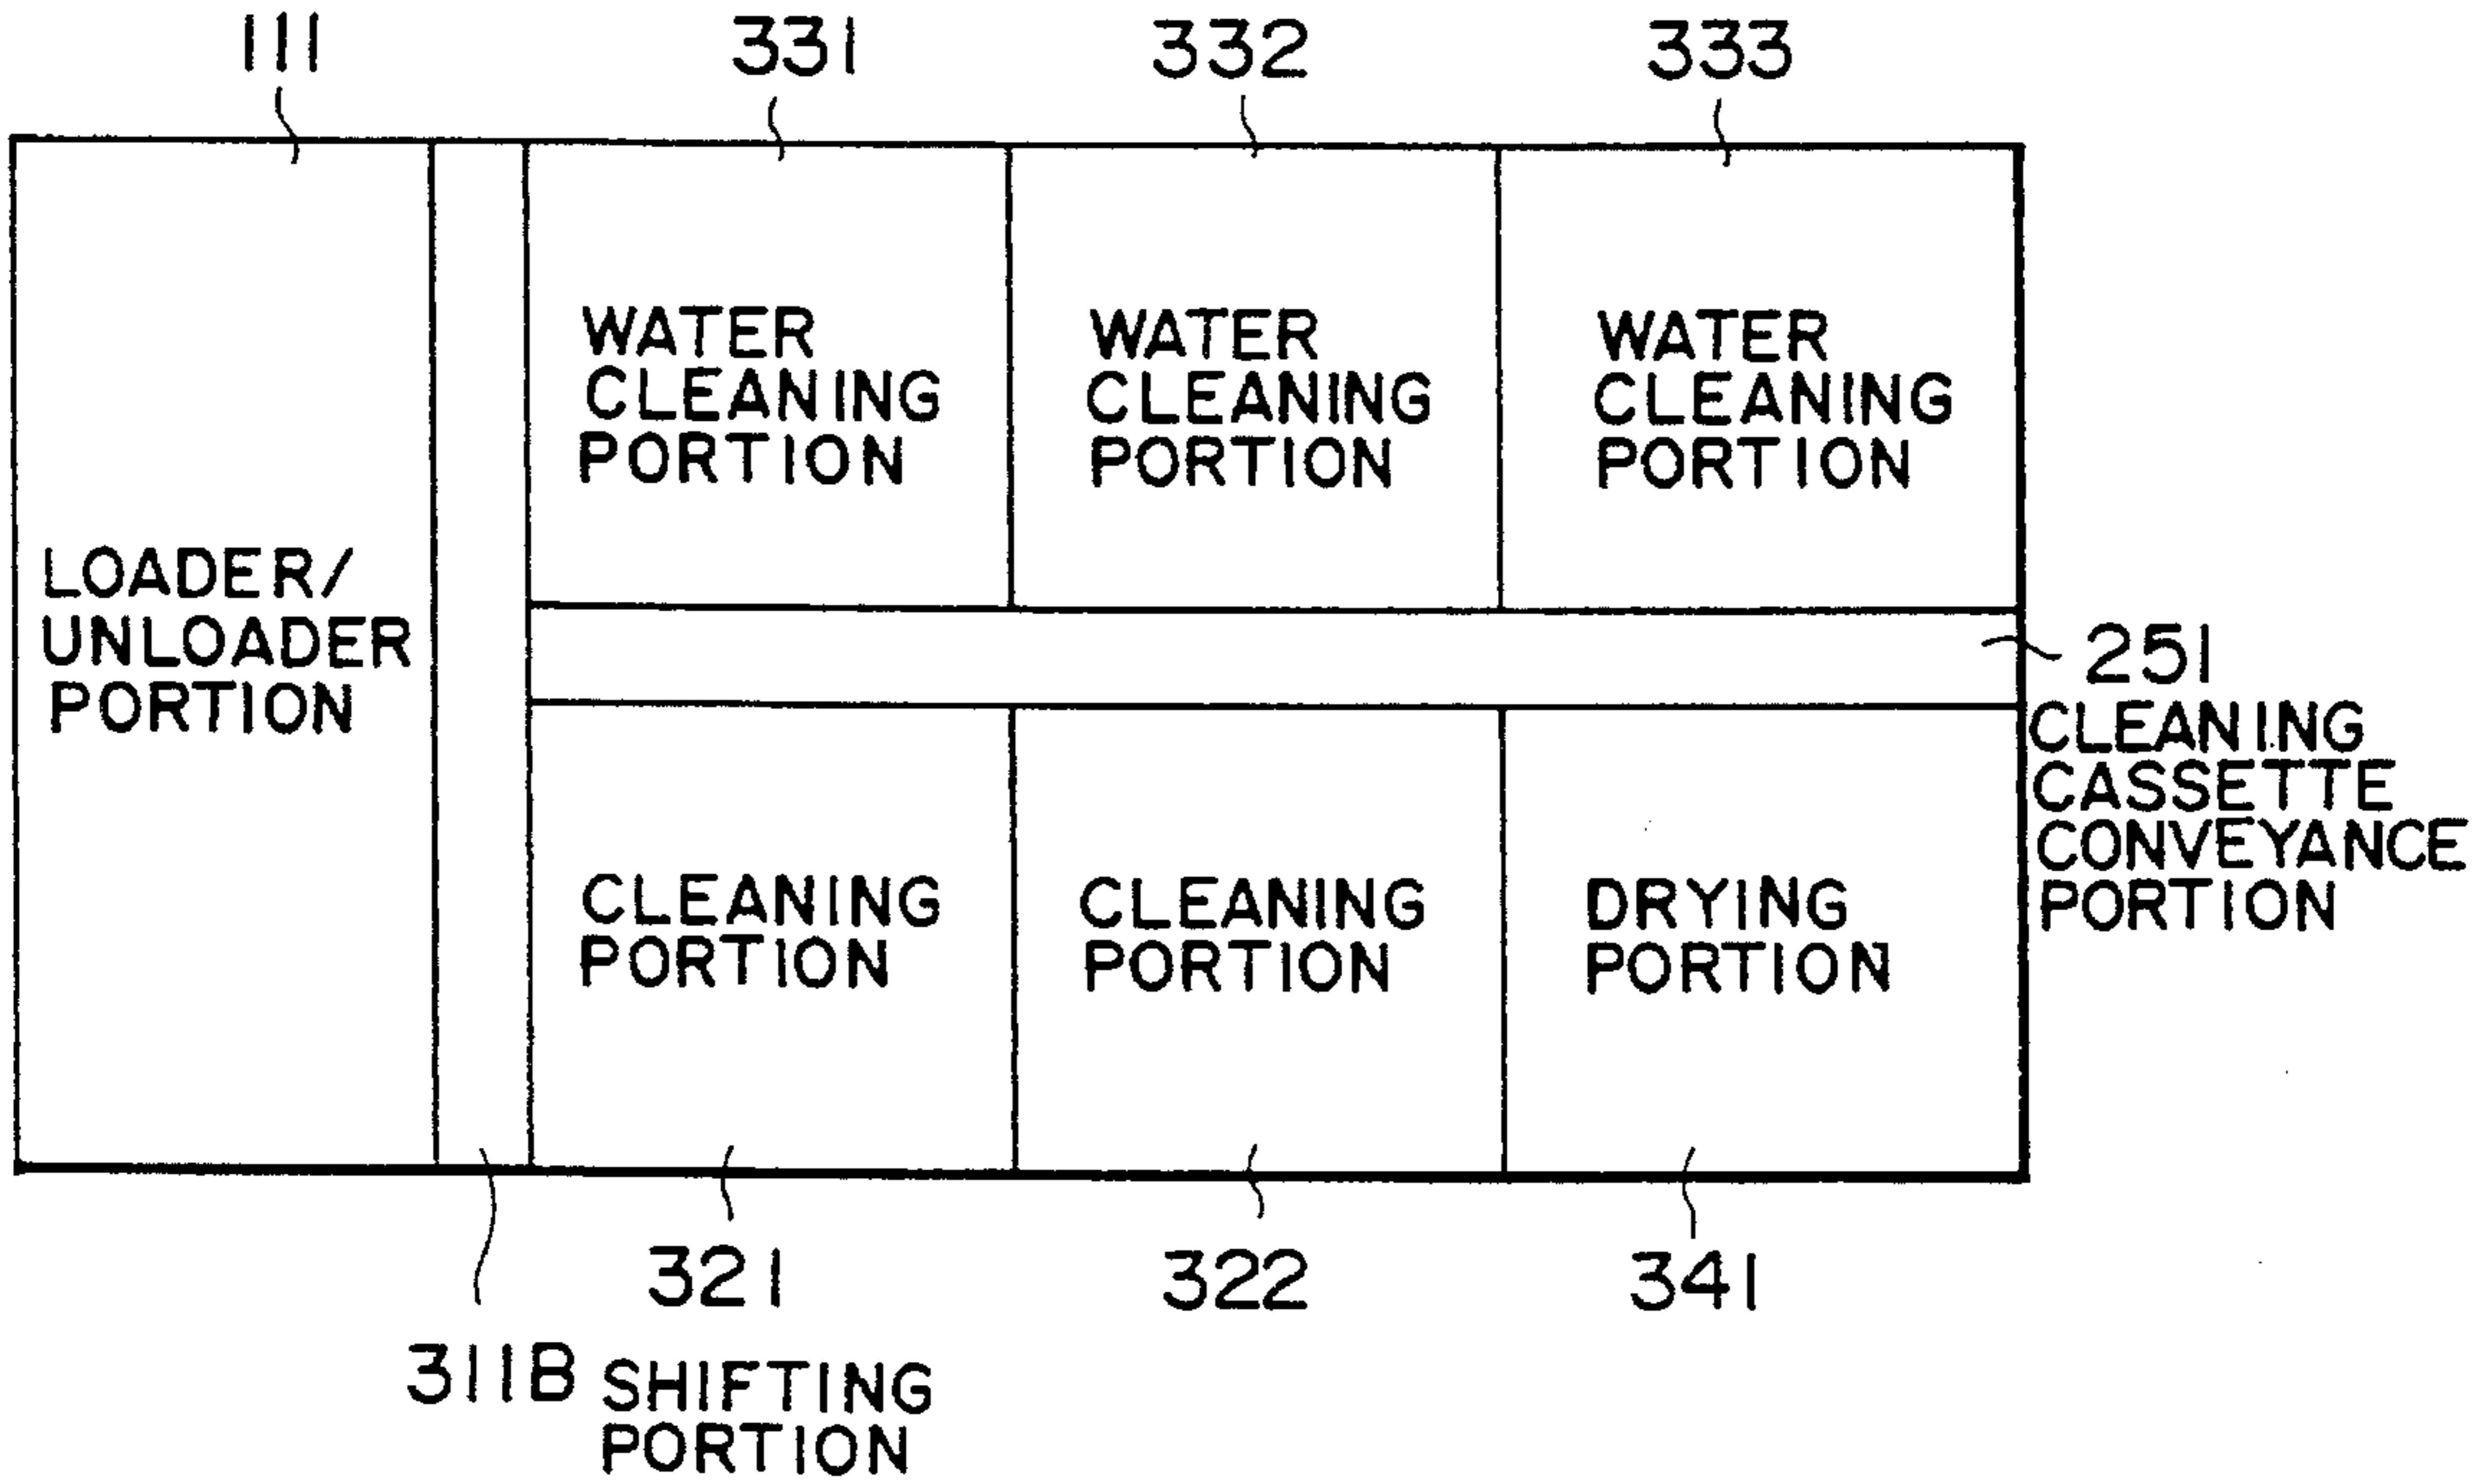 111
331
332
333
WATER
CLEANING
PORTION
WATER
CLEANING
PORTION
WATER
CLEANING
PORTION
LOADER/
UNLOADER
PORTION
251
CLEANING
CASSETTE
CONVEYANCE
PORTION
CLEANING
PORTION
CLEANING
PORTION
DRYING
PORTION
321
322
341
311B SHIFTING
PORTION